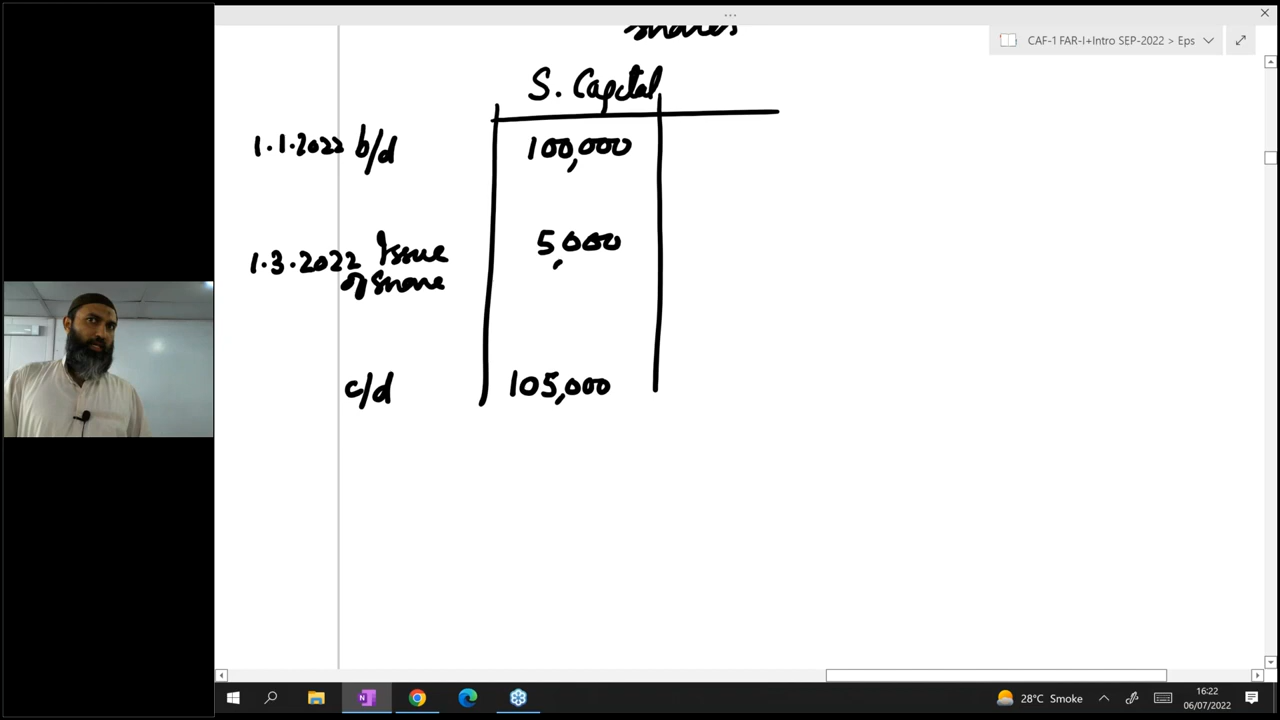 CAF-1 FAR-I+Intro SEP-2022 > Eps
shares
S. Capital
1.1.2022 b/d 100,000
1.3.2022 Issue 5,000
of Share
c/d 105,000
28°C Smoke
16:22
06/07/2022